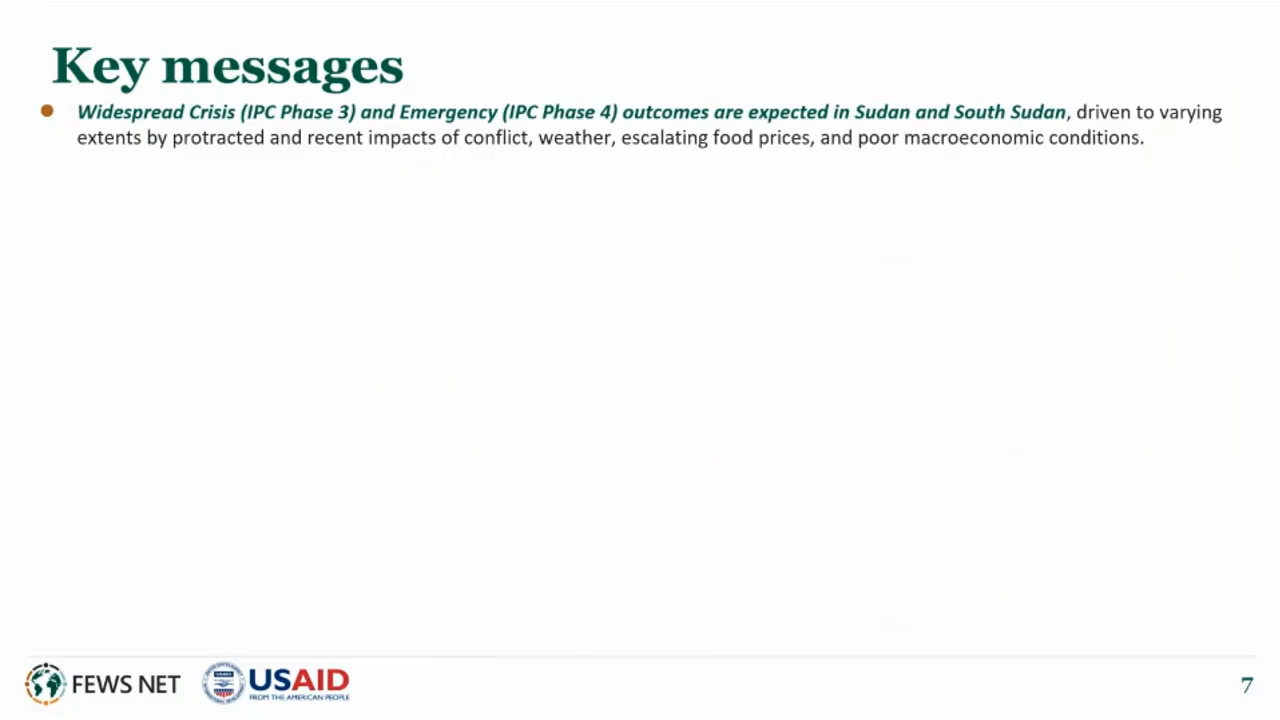 Key messages
Widespread Crisis (IPC Phase 3) and Emergency (IPC Phase 4) outcomes are expected in Sudan and South Sudan, driven to varying
extents by protracted and recent impacts of conflict, weather, escalating food prices, and poor macroeconomic conditions.
FEWS NET
USAID
FROM THE AMERICAN PEOPLE
7